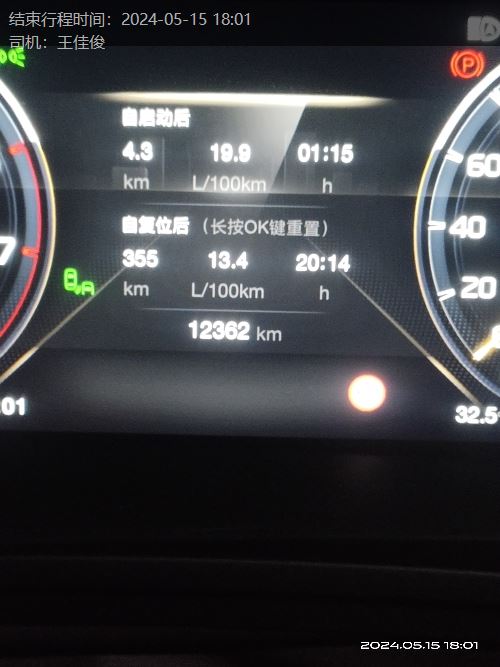 结束行程时间：2024-05-15 18:01
司机：王佳俊
自启动后
4.3 19.9 01:15
km L/100km h
自复位后（长按OK键重置）
355 13.4 20:14
km L/100km h
12362 km
P
60
40
20
7
:01
32.5
2024.05.15 18:01